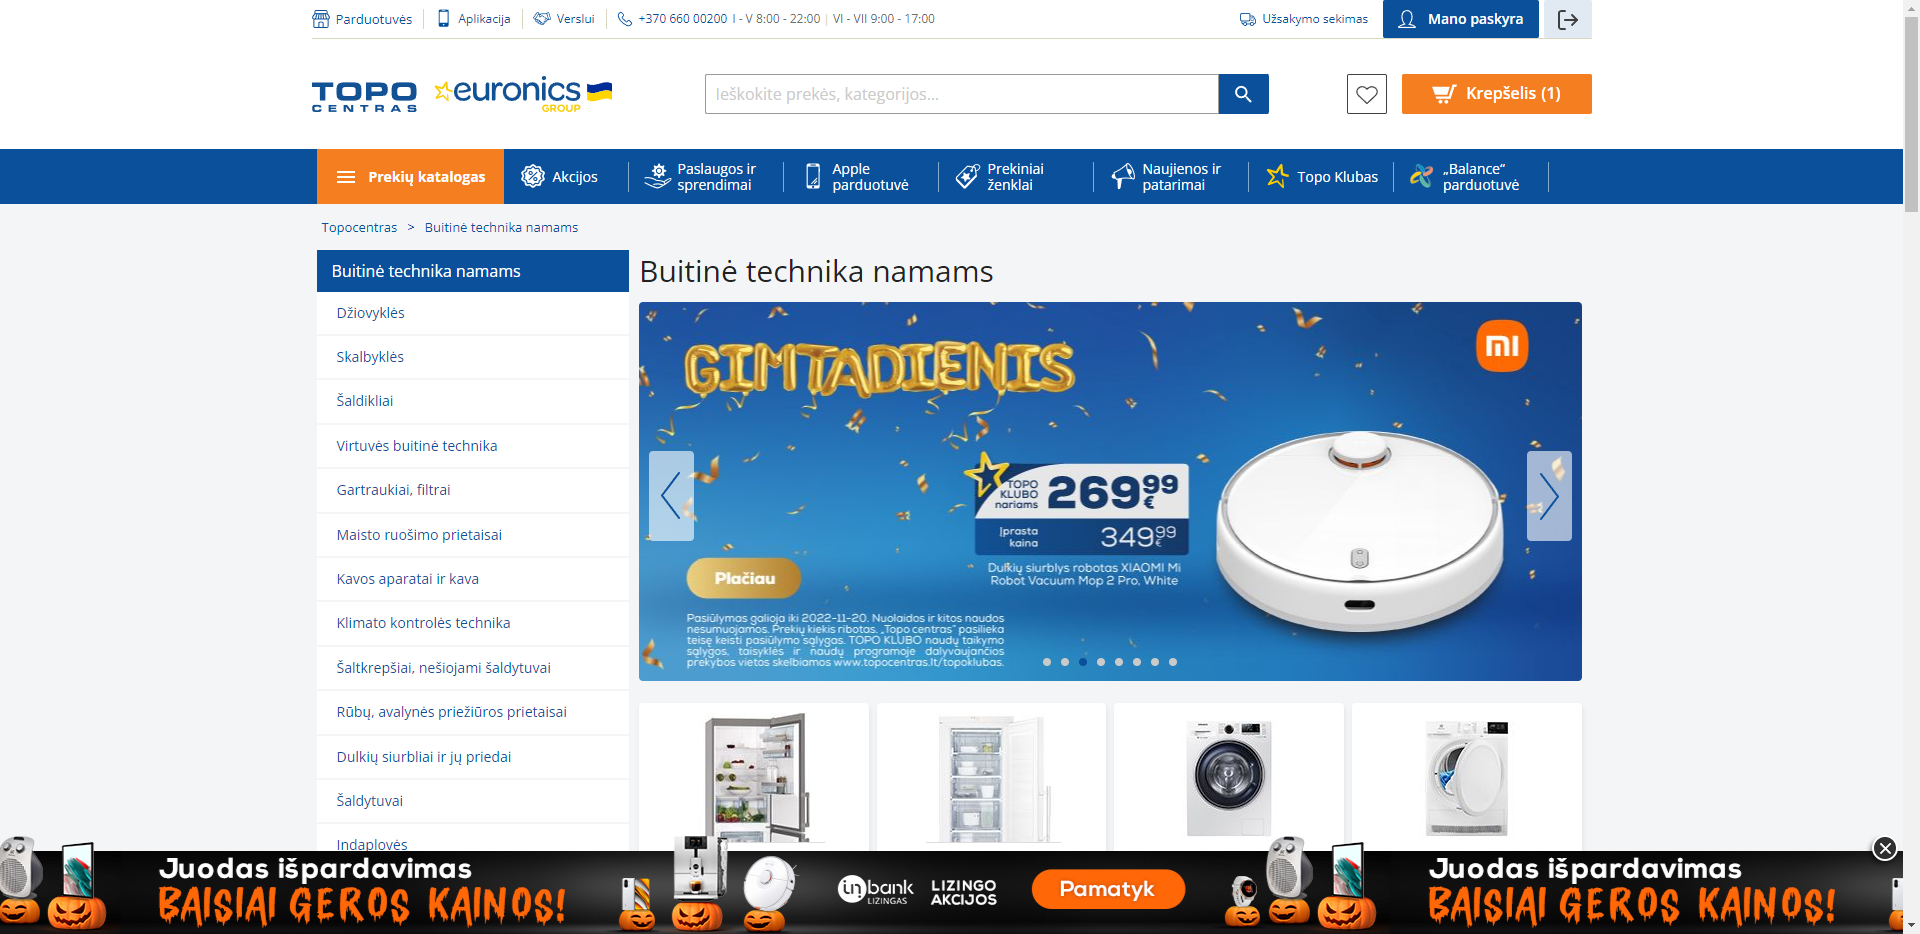 Parduotuvės
Aplikacija
Verslui
+370 660 00200 I - V 8:00 - 22:00 | VI - VII 9:00 - 17:00
Užsakymo sekimas
Mano paskyra
TOPO
CENTRAS
euronics
GROUP
Ieškokite prekės, kategorijos...
Krepšelis (1)
Prekių katalogas
Akcijos
Paslaugos ir
sprendimai
Apple
parduotuvė
Prekiniai
ženklai
Naujienos ir
patarimai
Topo Klubas
„Balance“
parduotuvė
Topocentras > Buitinė technika namams
Buitinė technika namams
Džiovyklės
Skalbyklės
Šaldikliai
Virtuvės buitinė technika
Gartraukiai, filtrai
Maisto ruošimo prietaisai
Kavos aparatai ir kava
Klimato kontrolės technika
Šaltkrepšiai, nešiojami šaldytuvai
Rūbų, avalynės priežiūros prietaisai
Dulkių siurbliai ir jų priedai
Šaldytuvai
Indaplovės
Buitinė technika namams
GIMTADIENIS
mi
TOPO
KLUBO
nariams
26999 €
Įprasta
kaina
34999 €
Dulkių siurblys robotas XIAOMI Mi
Robot Vacuum Mop 2 Pro, White
Plačiau
Pasiūlymas galioja iki 2022-11-20. Nuolaidos ir kitos naudos
nesumuojamos. Prekių kiekis ribotas. „Topo centras“ pasilieka
teisę keisti pasiūlymo sąlygas. TOPO KLUBO naudų taikymo
sąlygos, taisyklės ir naudų programoje dalyvaujančios
prekybos vietos skelbiamos www.topocentras.lt/topoklubas.
Juodas išpardavimas
BAISIAI GEROS KAINOS!
inbank
LIZINGAS
LIZINGO
AKCIJOS
Pamatyk
Juodas išpardavimas
BAISIAI GEROS KAINOS!